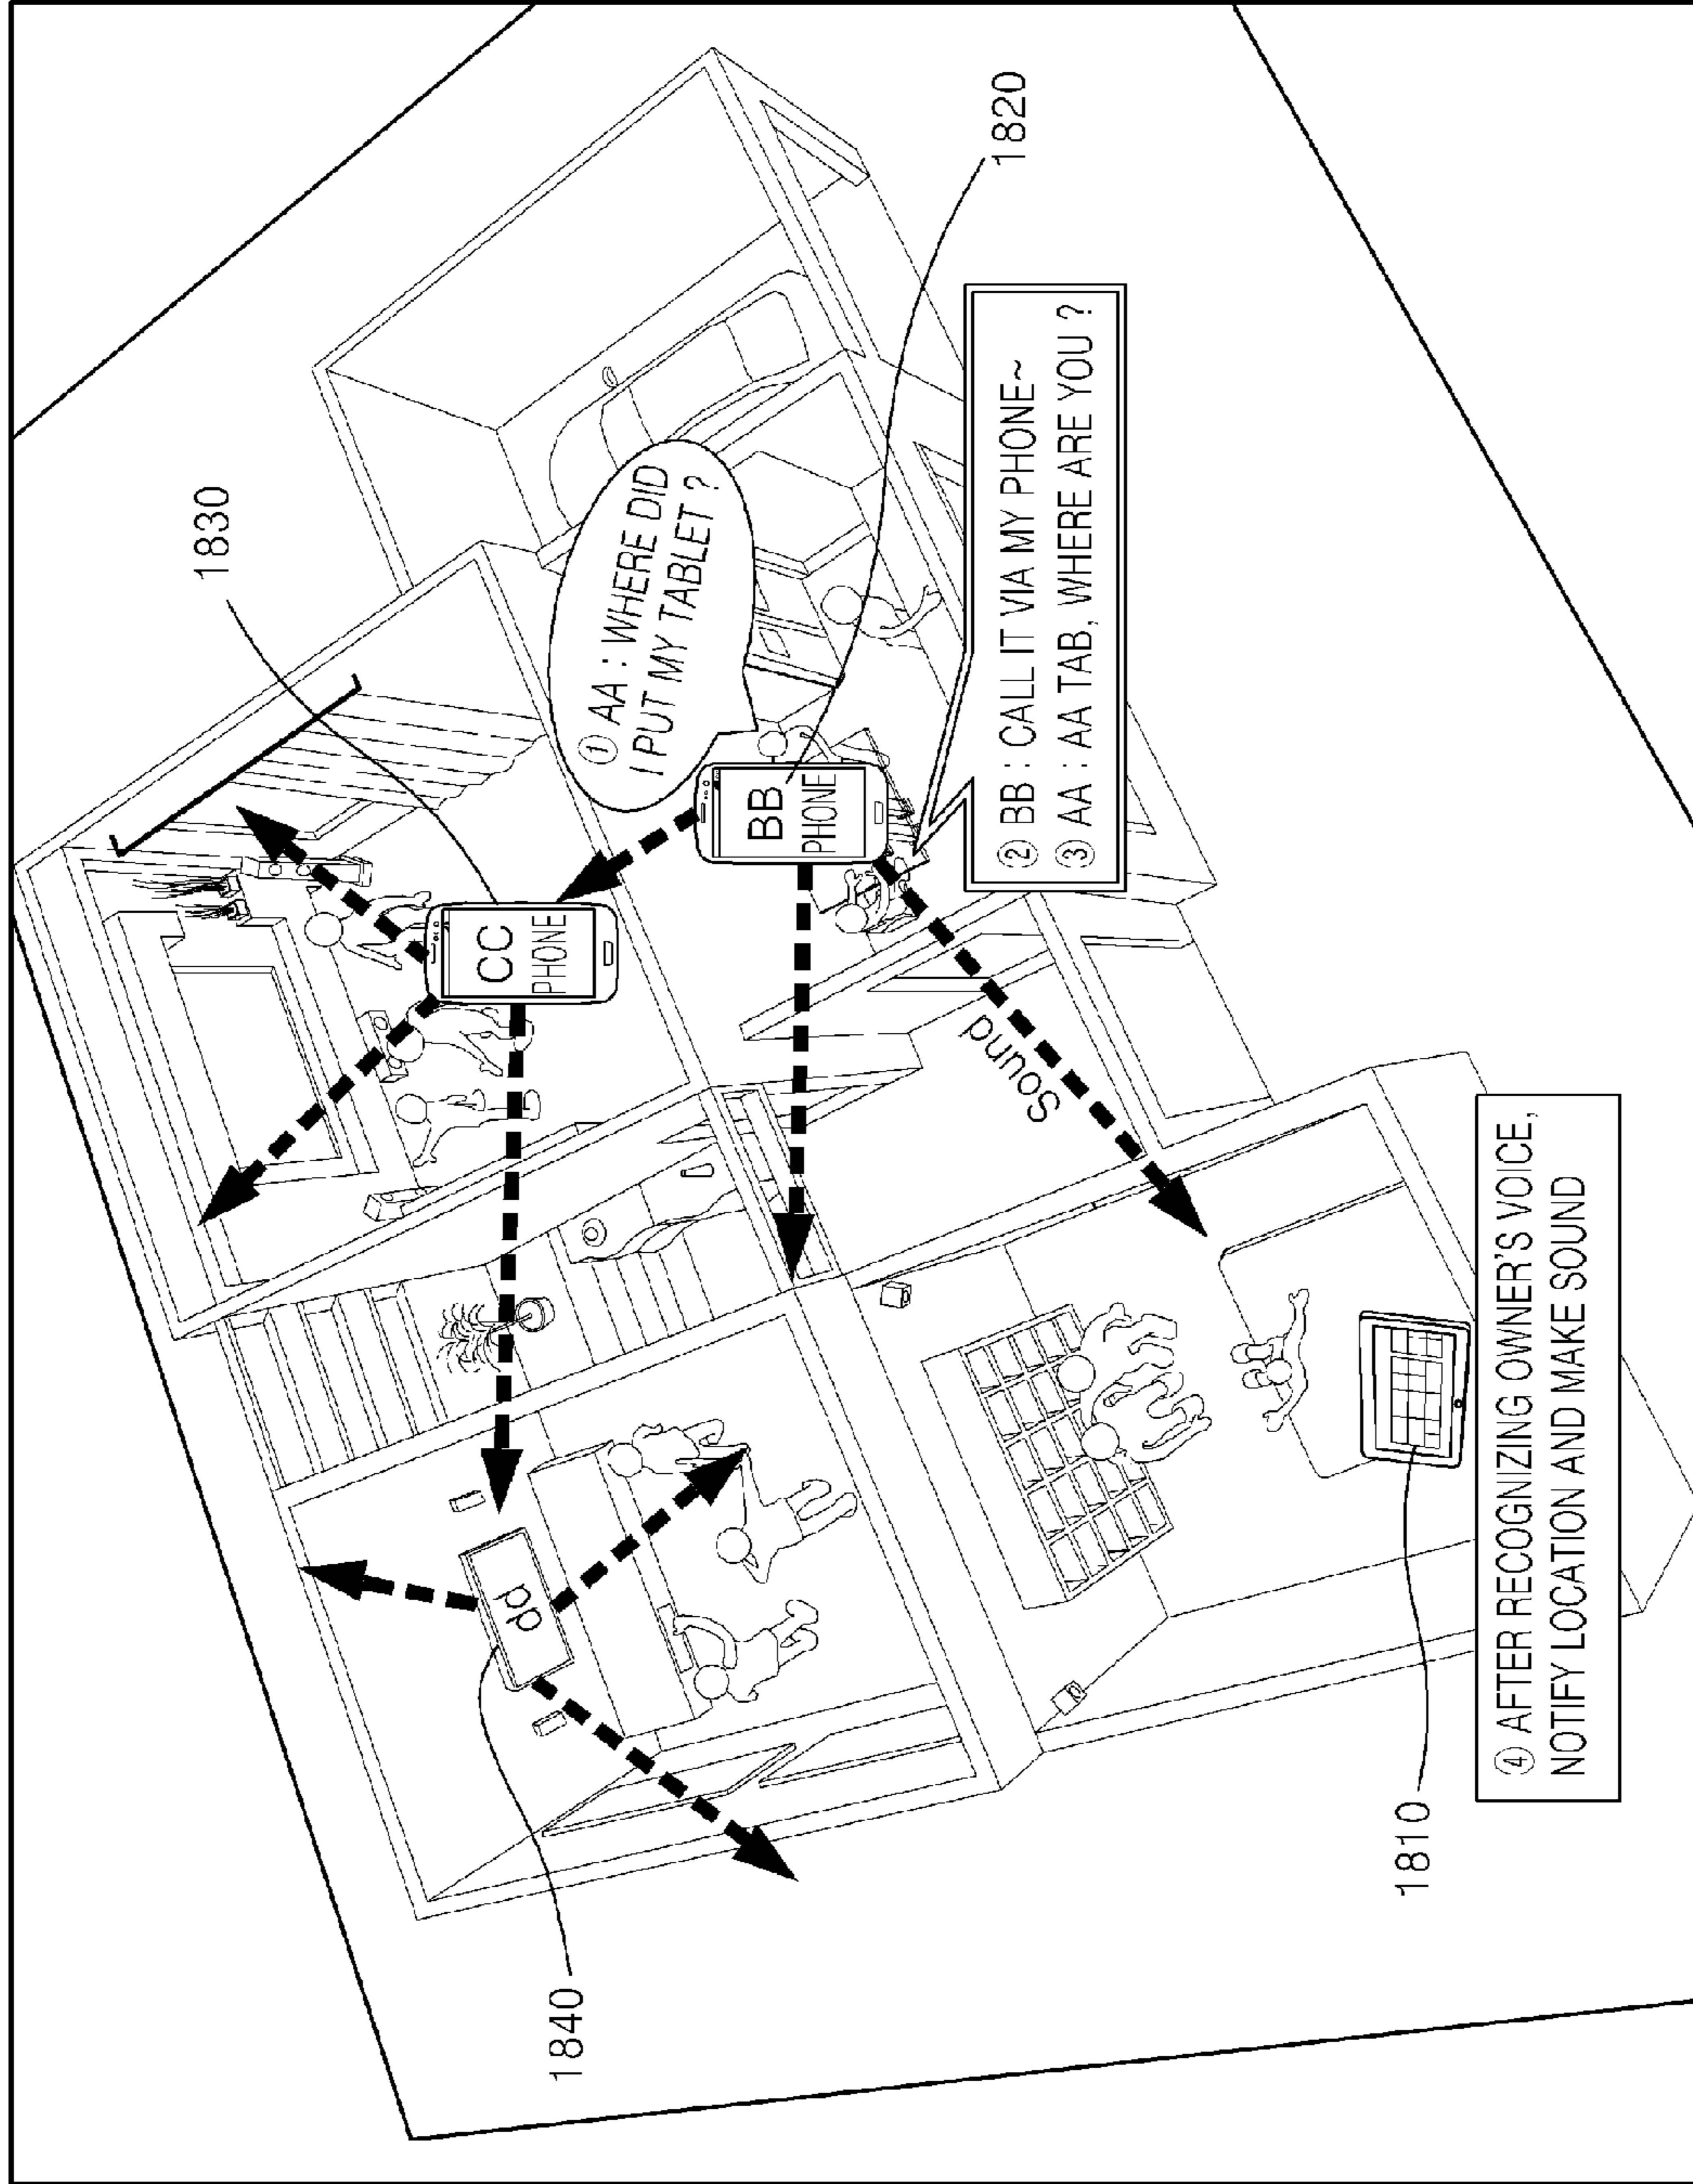 1830
① AA : WHERE DID
I PUT MY TABLET ?
1820
CC
PHONE
BB
PHONE
② BB : CALL IT VIA MY PHONE~
③ AA : AA TAB, WHERE ARE YOU ?
Sound
dd
1840
1810
④ AFTER RECOGNIZING OWNER'S VOICE,
NOTIFY LOCATION AND MAKE SOUND